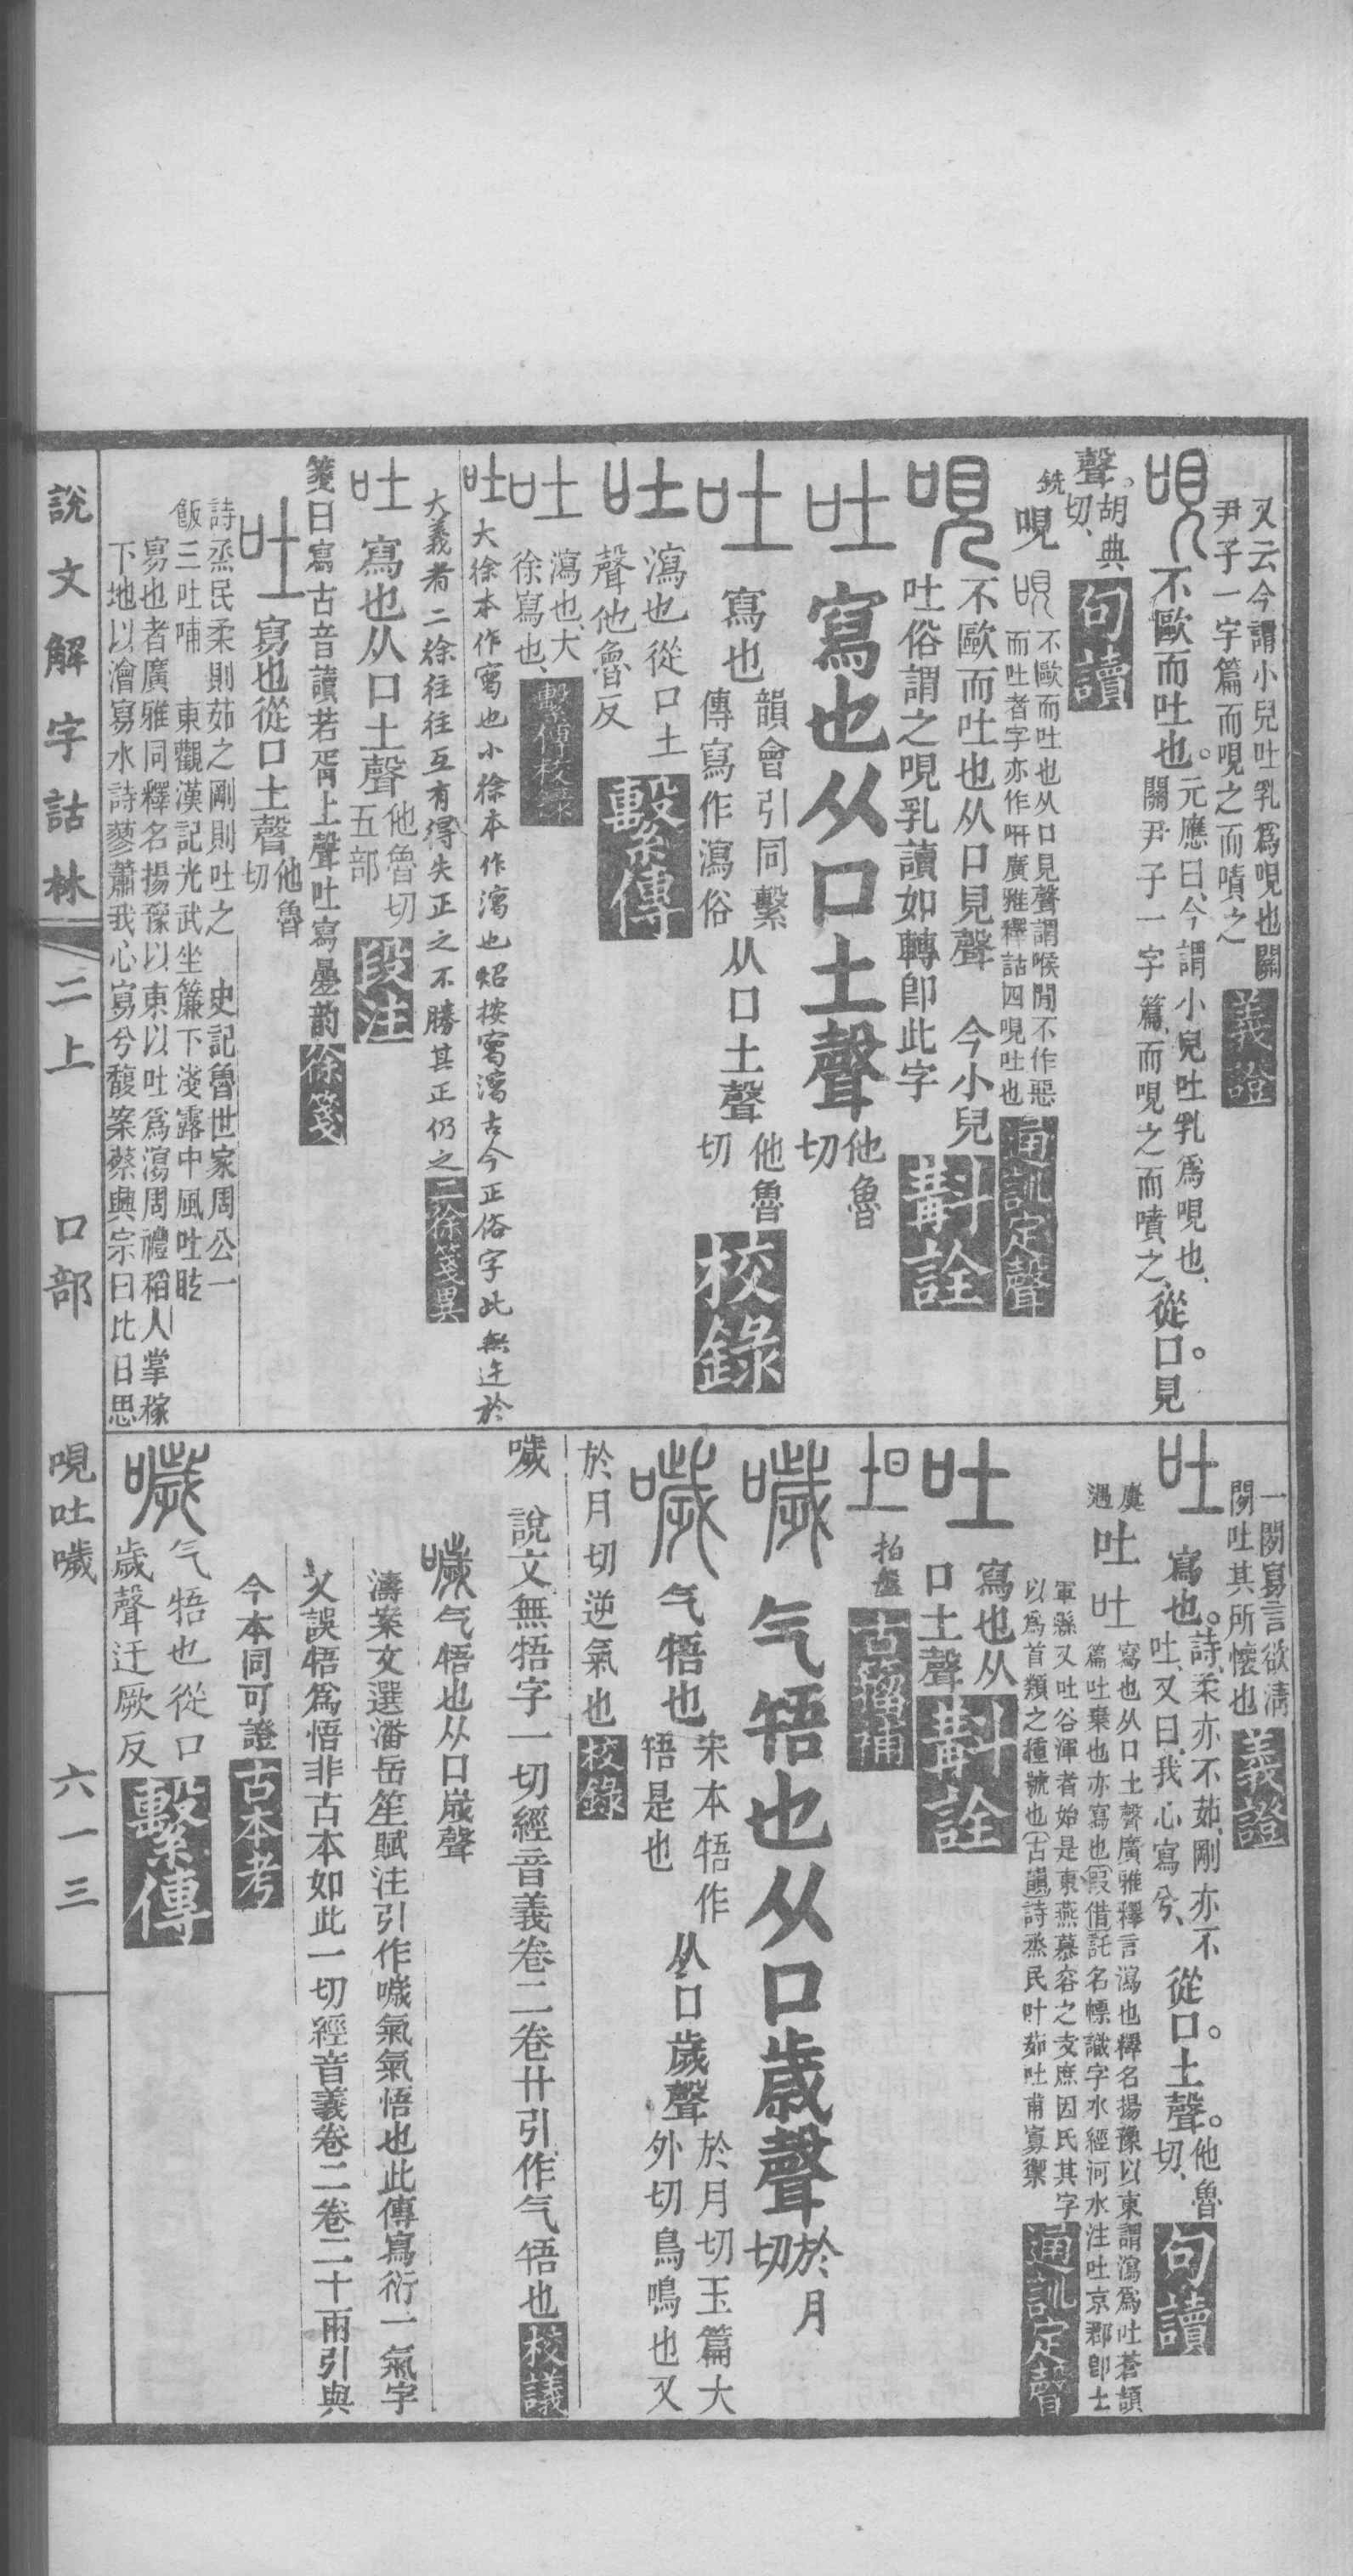 又云今謂小兒吐乳爲哯也關
尹子一字篇而哯之而噴之
義證
哯
不歐而吐也。
元應曰、今謂小兒吐乳爲哯也、
關尹子一字篇、而哯之而噴之、
從口。見
聲。
胡典
切、
句讀
銑
哯
哯
不歐而吐也从口見聲謂喉閒不作惡
而吐者字亦作㖔廣雅釋詁四哯吐也
通訓定聲
哯
不歐而吐也从口見聲 今小兒
吐俗謂之哯乳讀如轉卽此字
斠詮
吐
寫也从口土聲
他魯
切
吐
寫也
韻會引同繫
傳寫作瀉俗
从口土聲
他魯
切
校錄
吐
瀉也從口土
聲他魯反
繫傳
吐
瀉也、大
徐寫也、
繫傳校錄
吐
大徐本作寫也小徐本作瀉也紹按寫瀉古今正俗字此無迕於
大義者二徐往往互有得失正之不勝其正仍之
二徐箋異
吐
寫也从口土聲
他魯切
五部
段注
箋曰寫古音讀若胥上聲吐寫疊韵
徐箋
吐
寫也從口土聲
他魯
切
詩烝民柔則茹之剛則吐之 史記魯世家周公一
飯三吐哺 東觀漢記光武坐簾下淺露中風吐眩
寫也者廣雅同釋名揚豫以東以吐爲瀉周禮稻人掌稼
下地以澮寫水詩蓼蕭我心寫兮馥案蔡興宗曰比日思
一閑寫言欲清
閑吐其所懷也
義證
吐
寫也。
詩、柔亦不茹、剛亦不
吐、又曰、我心寫兮、
從口。土聲。
他魯
切、
句讀
虞
遇
吐
吐
寫也从口土聲廣雅釋言瀉也釋名揚豫以東謂瀉爲吐蒼頡
篇吐棄也亦寫也〔叚借〕託名幖識字水經河水注吐京郡卽土
軍縣又吐谷渾者始是東燕慕容之支庶因氏其字
以爲首類之種號也〔古韻〕詩烝民叶茹吐甫寡禦
通訓定聲
吐
寫也从
口土聲
斠詮
拍盤
古籀補
噦
气啎也从口歲聲
於月
切
噦
气啎也
宋本啎作
牾是也
从口歲聲
於月切玉篇大
外切鳥鳴也又
於月切逆氣也
校錄
噦
說文無牾字一切經音義卷二卷廿引作气啎也
校議
噦
气啎也从口歲聲
濤案文選潘岳笙賦注引作噦氣氣悟也此傳寫衍一氣字
又誤啎爲悟非古本如此一切經音義卷二卷二十兩引與
今本同可證
古本考
噦
气啎也從口
歲聲迂厥反
繫傳
說文解字詁林 二上 口部 哯吐噦 六一三